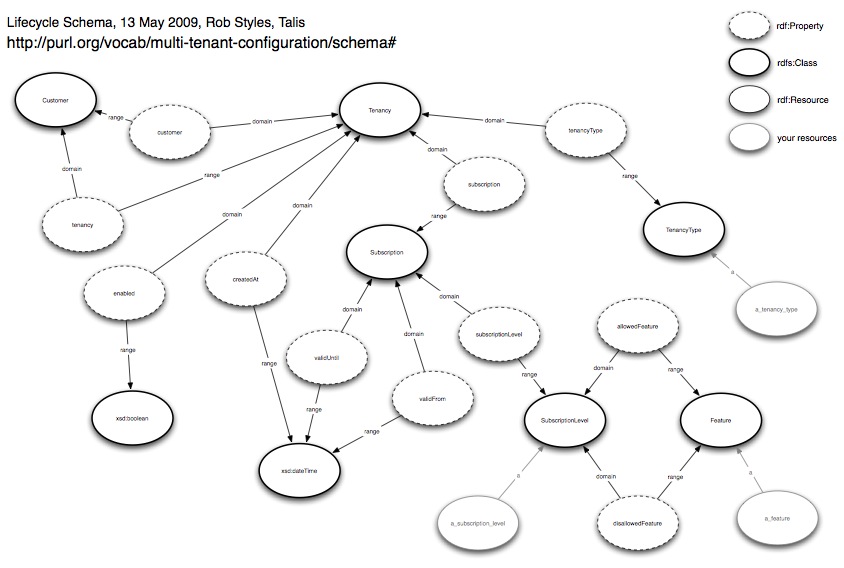 Lifecycle Schema, 13 May 2009, Rob Styles, Talis
http://purl.org/vocab/multi-tenant-configuration/schema#
rdf:Property
rdfs:Class
rdf:Resource
your resources
Customer
range
customer
domain
Tenancy
domain
tenancyType
domain
range
domain
subscription
range
tenancy
domain
domain
range
TenancyType
Subscription
enabled
createdAt
a
a_tenancy_type
domain
domain
range
range
domain
subscriptionLevel
allowedFeature
validUntil
range
domain
range
validFrom
range
xsd:boolean
range
SubscriptionLevel
Feature
xsd:dateTime
a
domain
range
a
a_subscription_level
disallowedFeature
a_feature